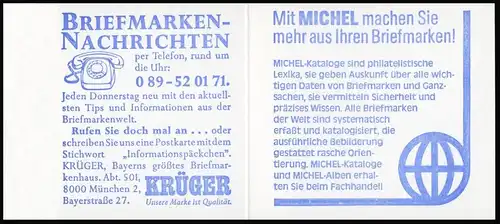 BRIEFMARKEN-
NACHRICHTEN
per Telefon, rund um
die Uhr:
0 89-52 01 71.
Jeden Donnerstag neu mit den aktuell-
sten Tips und Informationen aus der
Briefmarkenwelt.
Rufen Sie doch mal an . . . oder
schreiben Sie uns eine Postkarte mit dem
Stichwort „Informationspäckchen".
KRÜGER, Bayerns größtes Briefmar-
kenhaus. Abt. 501,
8000 München 2,
Bayerstraße 27.
KRÜGER
Unsere Marke ist Qualität.
Mit MICHEL machen Sie
mehr aus Ihren Briefmarken!
MICHEL-Kataloge sind philatelistische
Lexika, sie geben Auskunft über alle wich-
tigen Daten von Briefmarken und Ganz-
sachen, sie vermitteln Sicherheit und
präzises Wissen. Alle Briefmarken
der Welt sind systematisch
erfaßt und katalogisiert, die
ausführliche Bebilderung
gestattet rasche Orien-
tierung. MICHEL-Kataloge
und MICHEL-Alben erhal-
ten Sie beim Fachhandel!